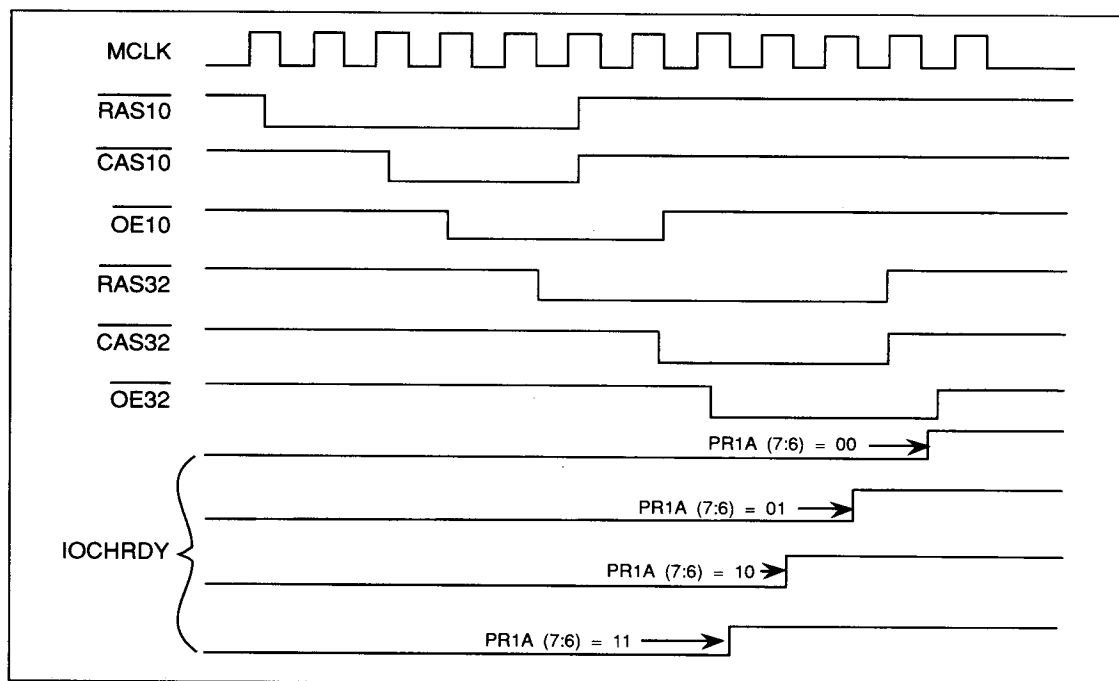 MCLK
RAS10
CAS10
OE10
RAS32
CAS32
OE32
PR1A (7:6) = 00
PR1A (7:6) = 01
IOCHRDY
PR1A (7:6) = 10
PR1A (7:6) = 11